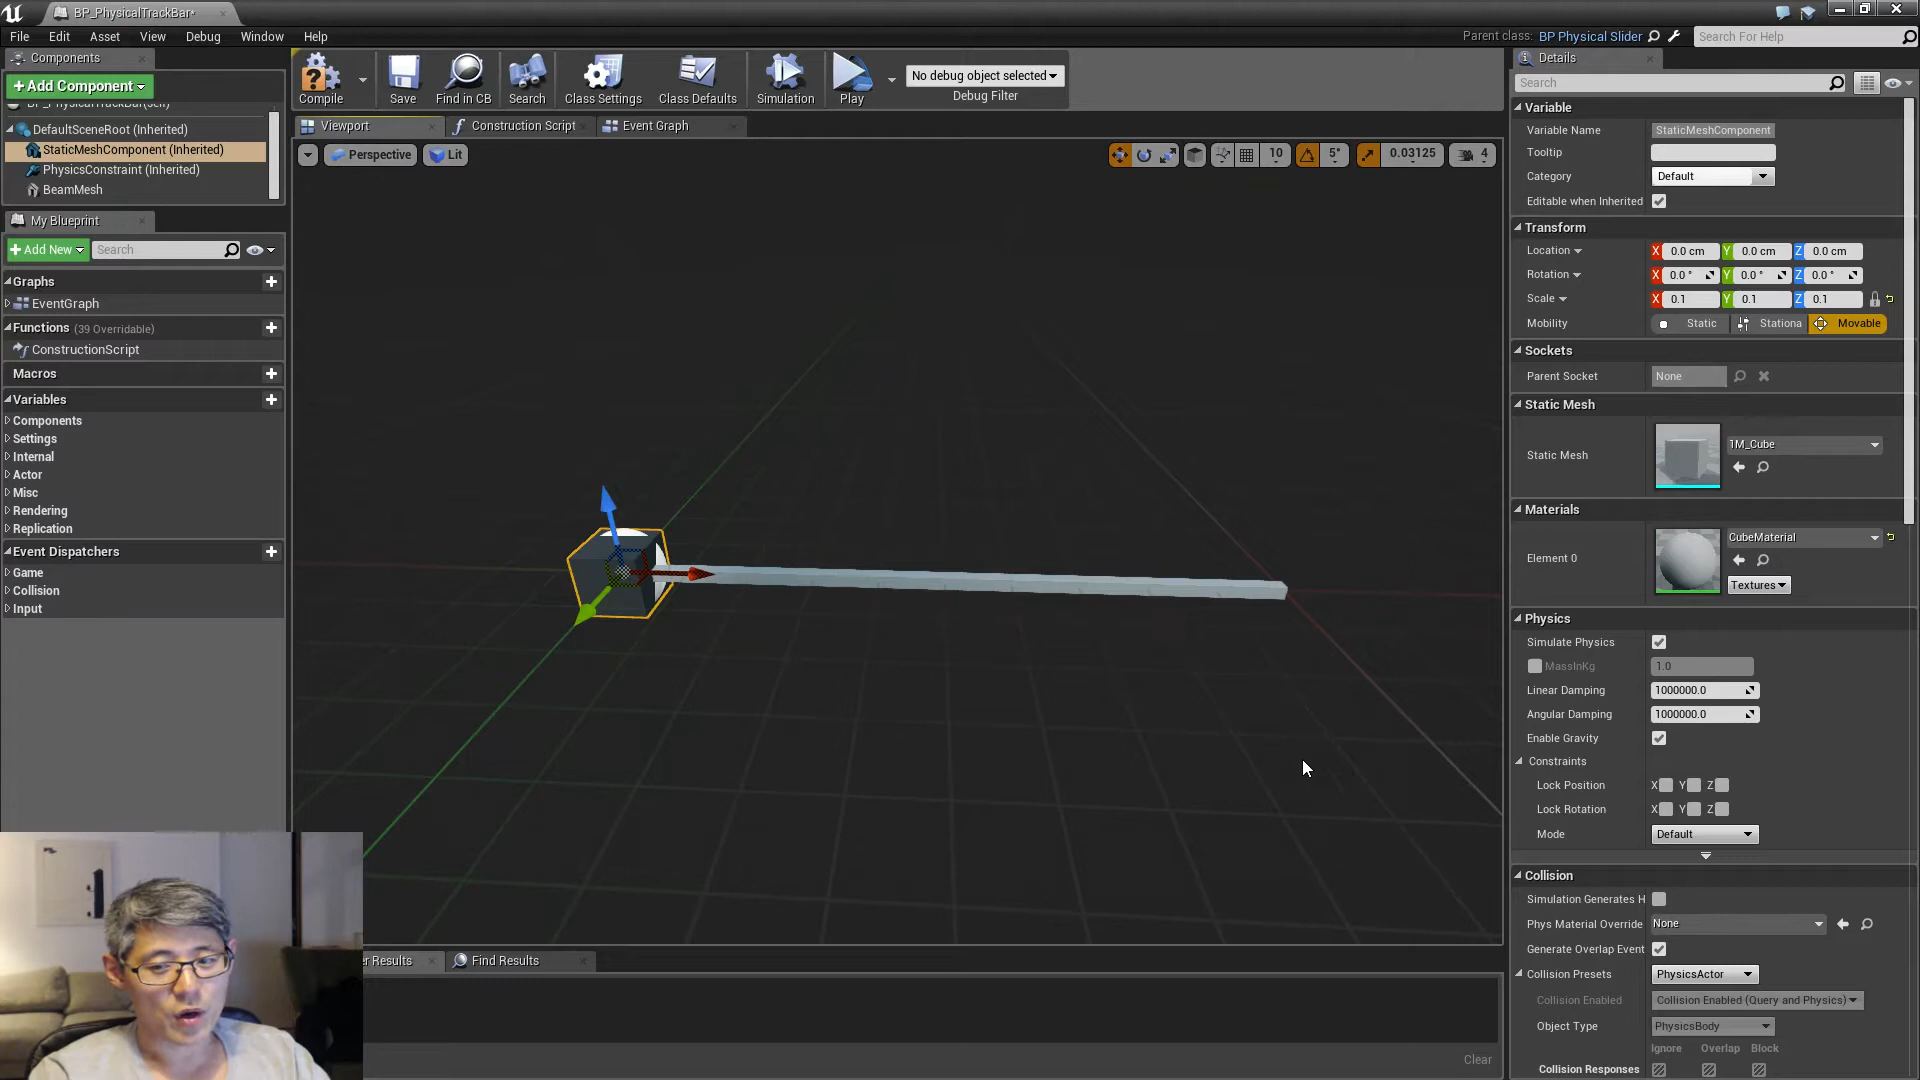 BP_PhysicalTrackBar*
File Edit Asset View Debug Window Help
Parent class: BP Physical Slider
Search For Help
Components
+Add Component
BP_PhysicalTrackBar(self)
DefaultSceneRoot (Inherited)
StaticMeshComponent (Inherited)
PhysicsConstraint (Inherited)
BeamMesh
My Blueprint
+Add New
Search
Graphs
EventGraph
Functions (39 Overridable)
ConstructionScript
Macros
Variables
Components
Settings
Internal
Actor
Misc
Rendering
Replication
Event Dispatchers
Game
Collision
Input
Compile Save Find in CB Search Class Settings Class Defaults Simulation Play
No debug object selected
Debug Filter
Viewport Construction Script Event Graph
Perspective Lit
10 5° 0.03125 4
er Results Find Results
Clear
Details
Search
Variable
Variable Name StaticMeshComponent
Tooltip
Category Default
Editable when Inherited
Transform
Location X 0.0 cm Y 0.0 cm Z 0.0 cm
Rotation X 0.0 ° Y 0.0 ° Z 0.0 °
Scale X 0.1 Y 0.1 Z 0.1
Mobility Static Stationa Movable
Sockets
Parent Socket None
Static Mesh
Static Mesh 1M_Cube
Materials
Element 0 CubeMaterial
Textures
Physics
Simulate Physics
MassInKg 1.0
Linear Damping 1000000.0
Angular Damping 1000000.0
Enable Gravity
Constraints
Lock Position X Y Z
Lock Rotation X Y Z
Mode Default
Collision
Simulation Generates H
Phys Material Override None
Generate Overlap Event
Collision Presets PhysicsActor
Collision Enabled Collision Enabled (Query and Physics)
Object Type PhysicsBody
Ignore Overlap Block
Collision Responses